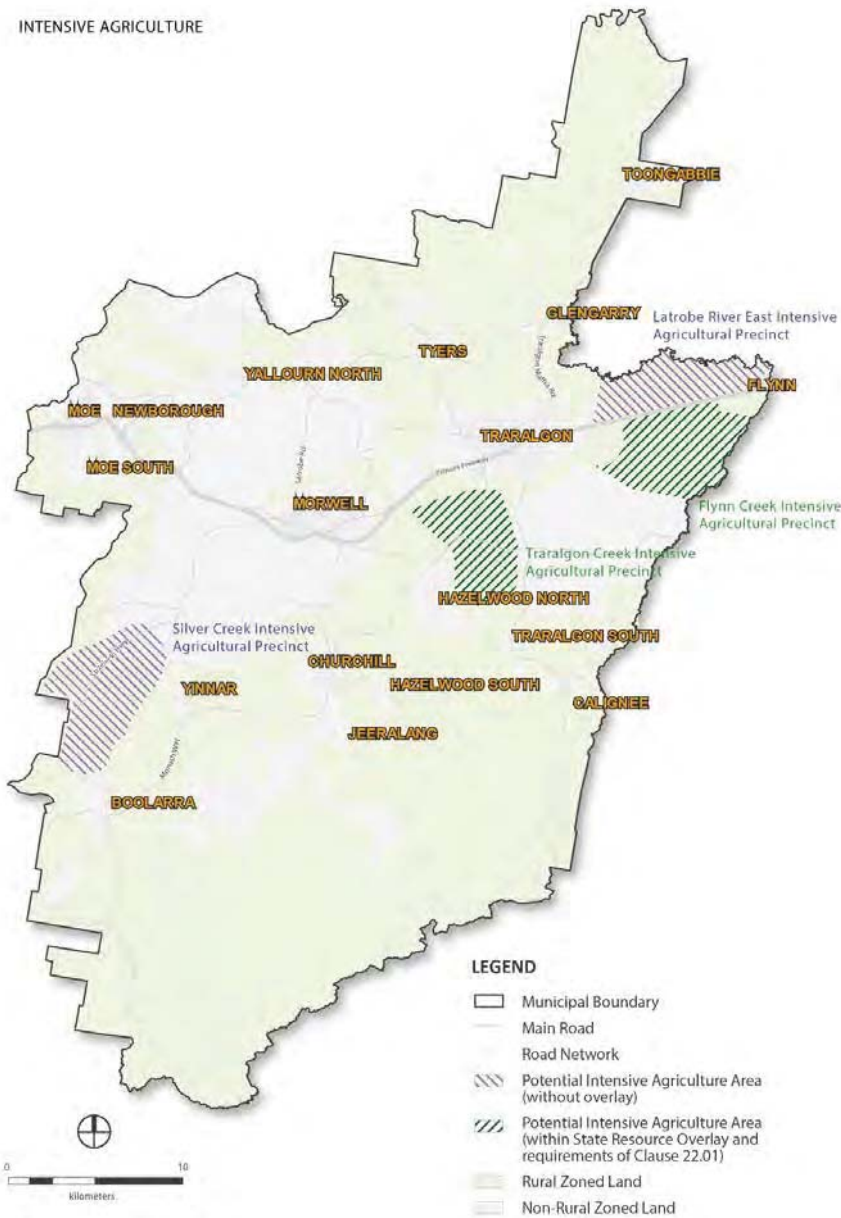 INTENSIVE AGRICULTURE
TOONGABBIE
GLENGARRY
Latrobe River East Intensive
Agricultural Precinct
TYERS
YALLOURN NORTH
FLYNN
MOE
NEWBOROUGH
TRARALGON
MOE SOUTH
Latrobe Rd
Princes Freeway
MORWELL
Flynn Creek Intensive
Agricultural Precinct
Traralgon Creek Intensive
Agricultural Precinct
HAZELWOOD NORTH
Silver Creek Intensive
Agricultural Precinct
TRARALGON SOUTH
CHURCHILL
YINNAR
HAZELWOOD SOUTH
CALIGNEE
JEERALANG
BOOLARRA
LEGEND
Municipal Boundary
Main Road
Road Network
Potential Intensive Agriculture Area
(without overlay)
Potential Intensive Agriculture Area
(within State Resource Overlay and
requirements of Clause 22.01)
Rural Zoned Land
Non-Rural Zoned Land
0
10
kilometers